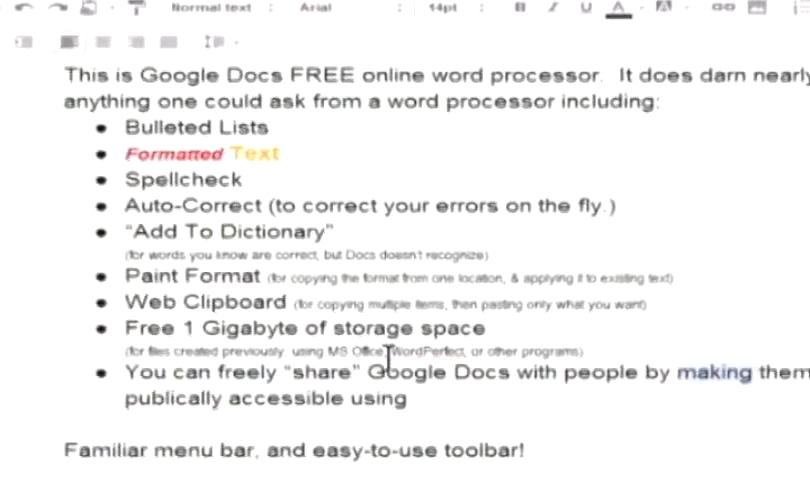 Normal text Arial 14pt B I U A
This is Google Docs FREE online word processor. It does darn nearly
anything one could ask from a word processor including:
• Bulleted Lists
• Formatted Text
• Spellcheck
• Auto-Correct (to correct your errors on the fly.)
• "Add To Dictionary"
(for words you know are correct, but Docs doesn't recognize)
• Paint Format (for copying the format from one location, & applying it to existing text)
• Web Clipboard (for copying multiple items, then pasting only what you want)
• Free 1 Gigabyte of storage space
(for files created previously using MS Office, WordPerfect, or other programs)
• You can freely "share" Google Docs with people by making them
publically accessible using
Familiar menu bar, and easy-to-use toolbar!